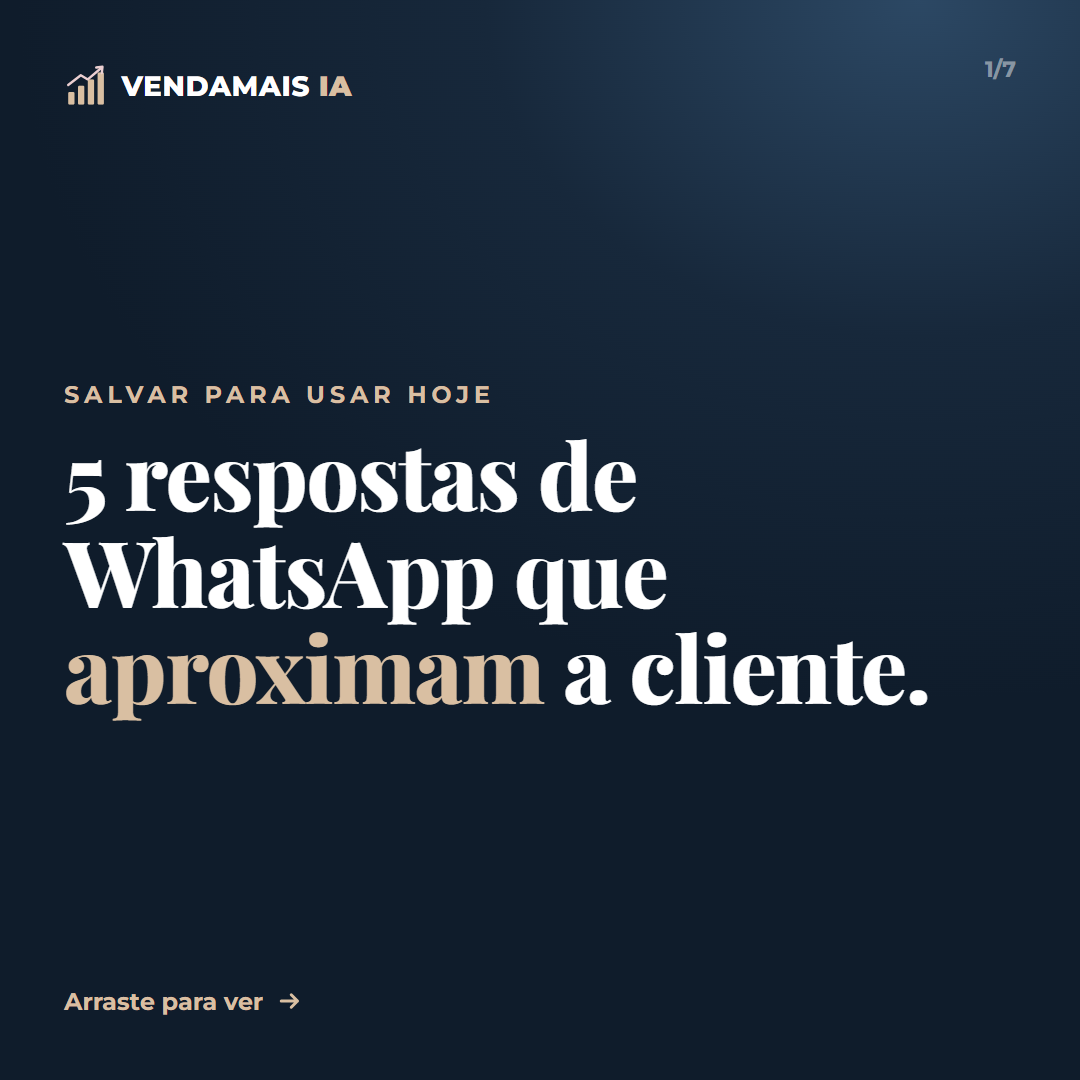 VENDAMAIS IA
1/7
SALVAR PARA USAR HOJE
5 respostas de
WhatsApp que
aproximam a cliente.
Arraste para ver →